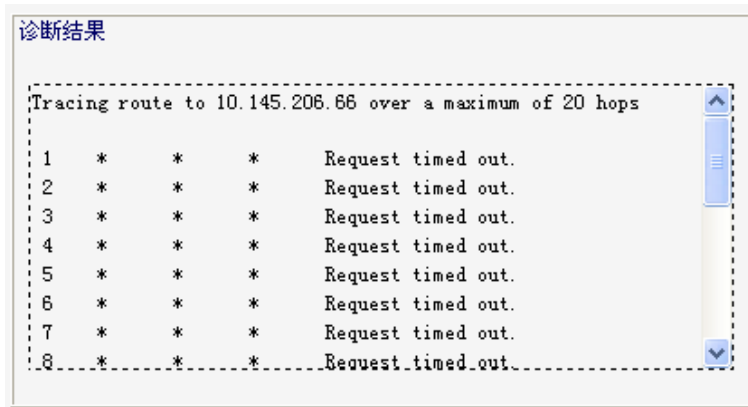 诊断结果
Tracing route to 10.145.206.66 over a maximum of 20 hops
1 * * * Request timed out.
2 * * * Request timed out.
3 * * * Request timed out.
4 * * * Request timed out.
5 * * * Request timed out.
6 * * * Request timed out.
7 * * * Request timed out.
8 * * * Request timed out.